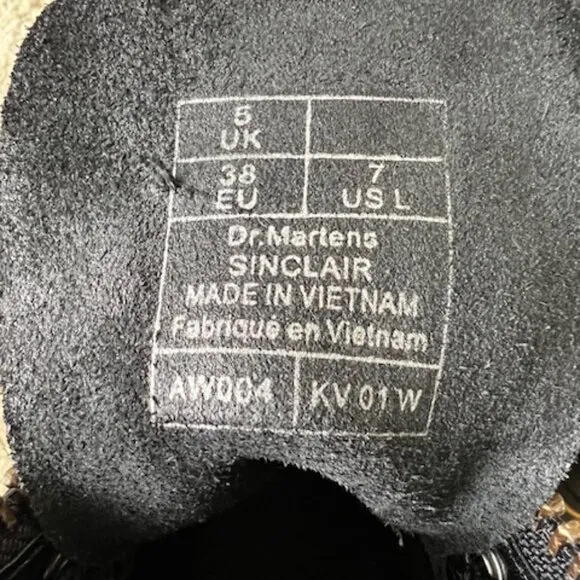 5
UK
38 7
EU US L
Dr.Martens
SINCLAIR
MADE IN VIETNAM
Fabriqué en Vietnam
AW004 KV 01 W